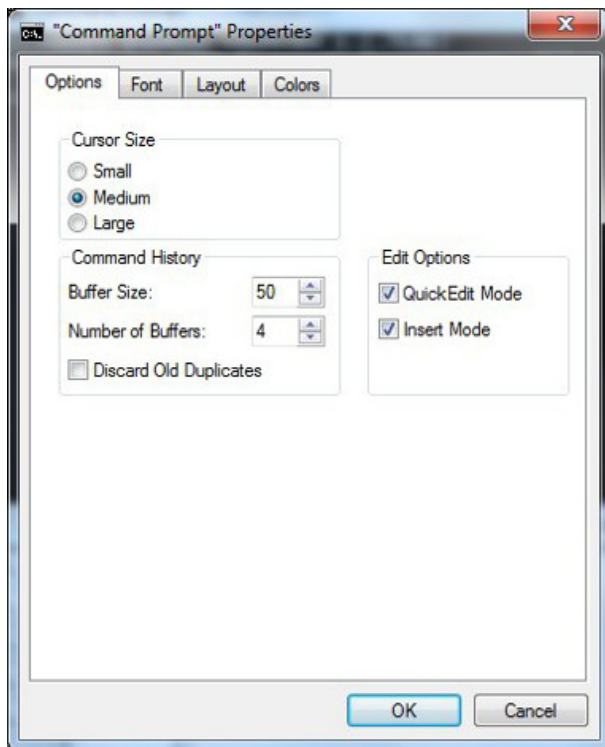 C:\.
"Command Prompt" Properties
X
Options Font Layout Colors
Cursor Size
Small
Medium
Large
Command History
Buffer Size: 50
Number of Buffers: 4
Discard Old Duplicates
Edit Options
QuickEdit Mode
Insert Mode
OK Cancel